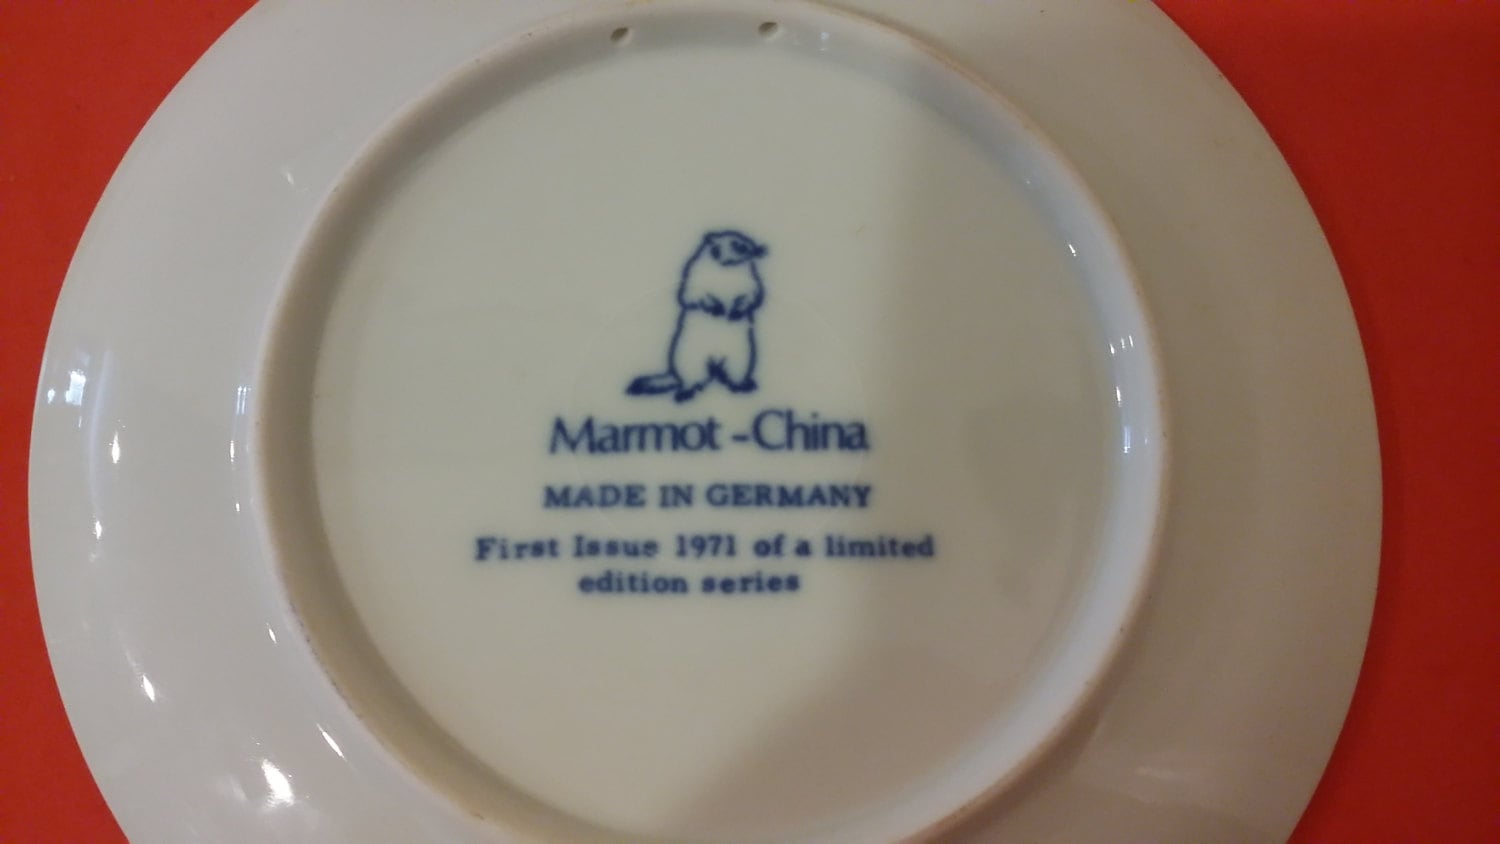 Marmot-China
MADE IN GERMANY
First Issue 1971 of a limited
edition series